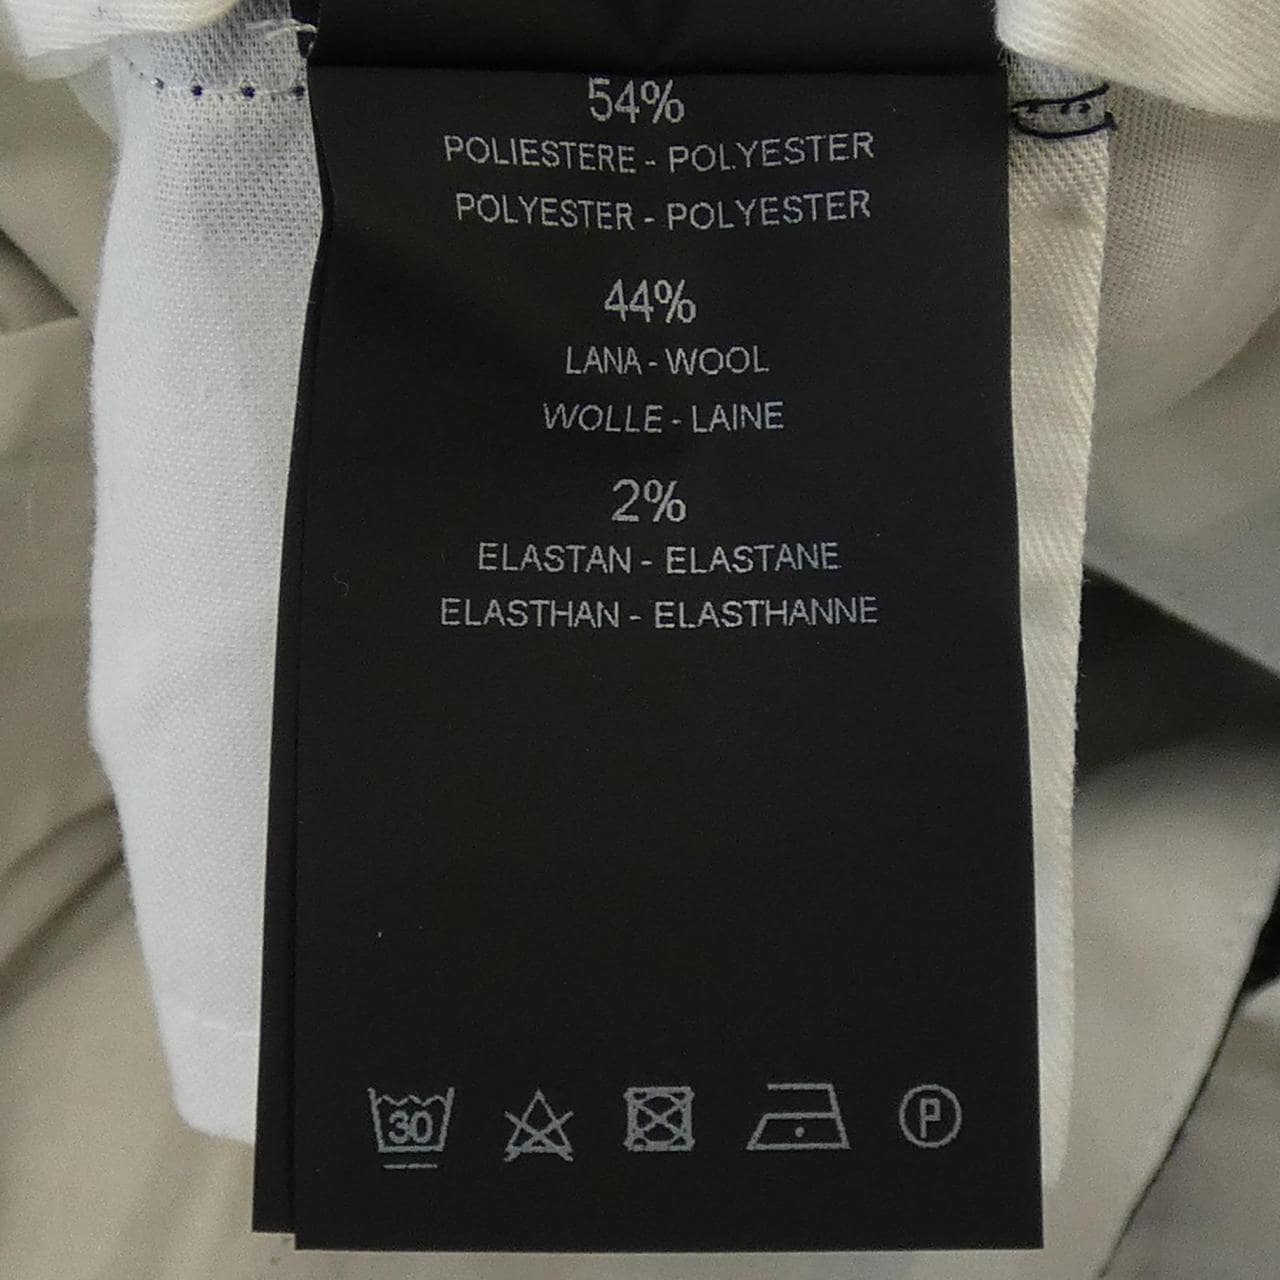 54%
POLIESTERE - POLYESTER
POLYESTER - POLYESTER
44%
LANA - WOOL
WOLLE - LAINE
2%
ELASTAN - ELASTANE
ELASTHAN - ELASTHANNE
30 P